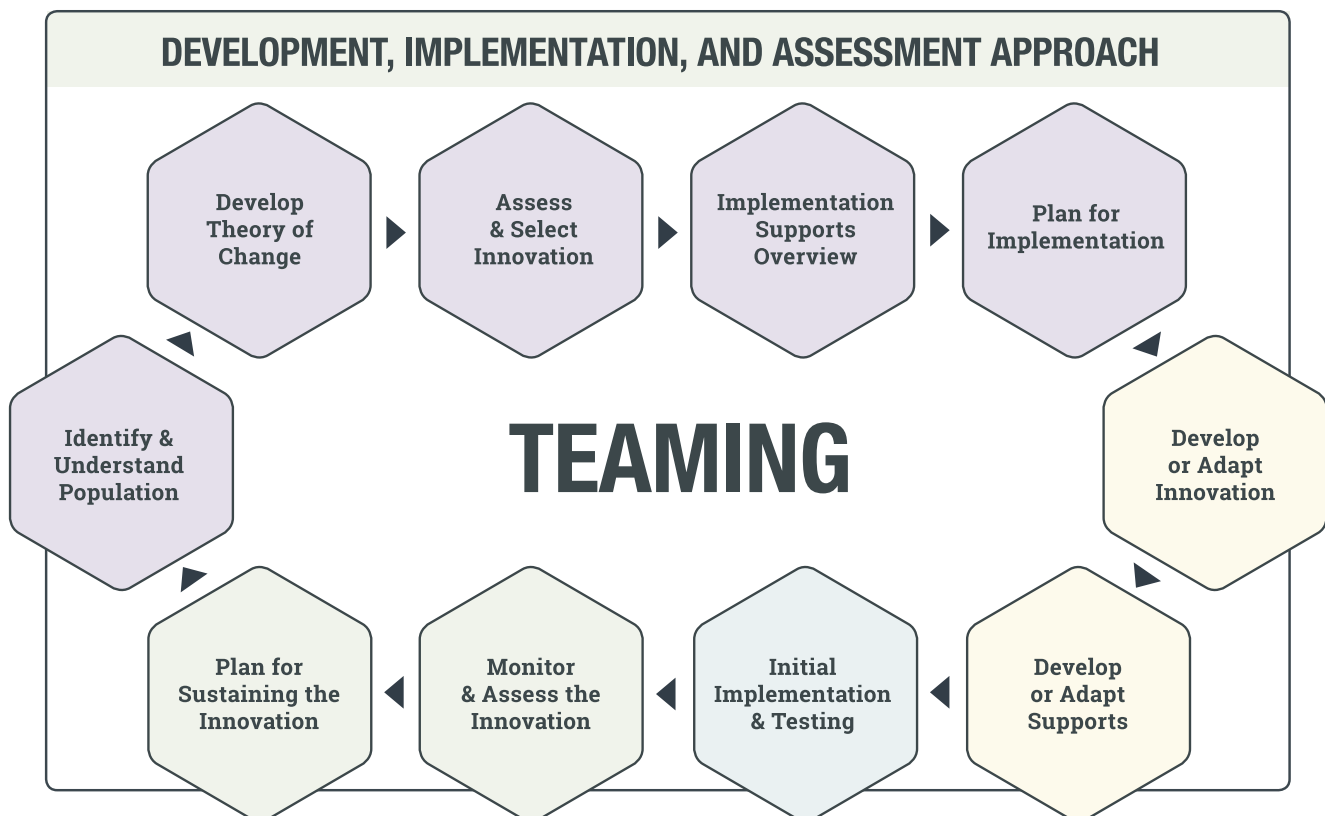 DEVELOPMENT, IMPLEMENTATION, AND ASSESSMENT APPROACH
Develop
Theory of
Change
Assess
& Select
Innovation
Implementation
Supports
Overview
Plan for
Implementation
Identify &
Understand
Population
TEAMING
Develop
or Adapt
Innovation
Plan for
Sustaining the
Innovation
Monitor
& Assess the
Innovation
Initial
Implementation
& Testing
Develop
or Adapt
Supports